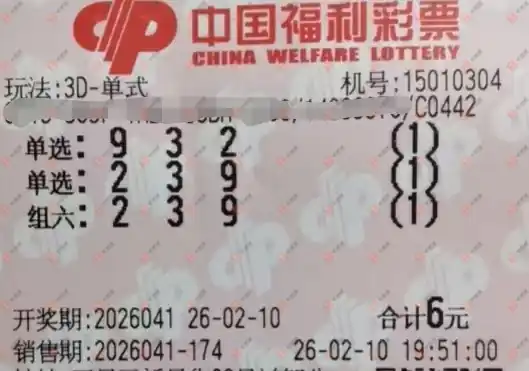 中国福利彩票
CHINA WELFARE LOTTERY
玩法:3D-单式 机号:15010304
/C0442
单选: 9 3 2 (1)
单选: 2 3 9 (1)
组六: 2 3 9 (1)
开奖期:2026041 26-02-10 合计6元
销售期:2026041-174 26-02-10 19:51:00